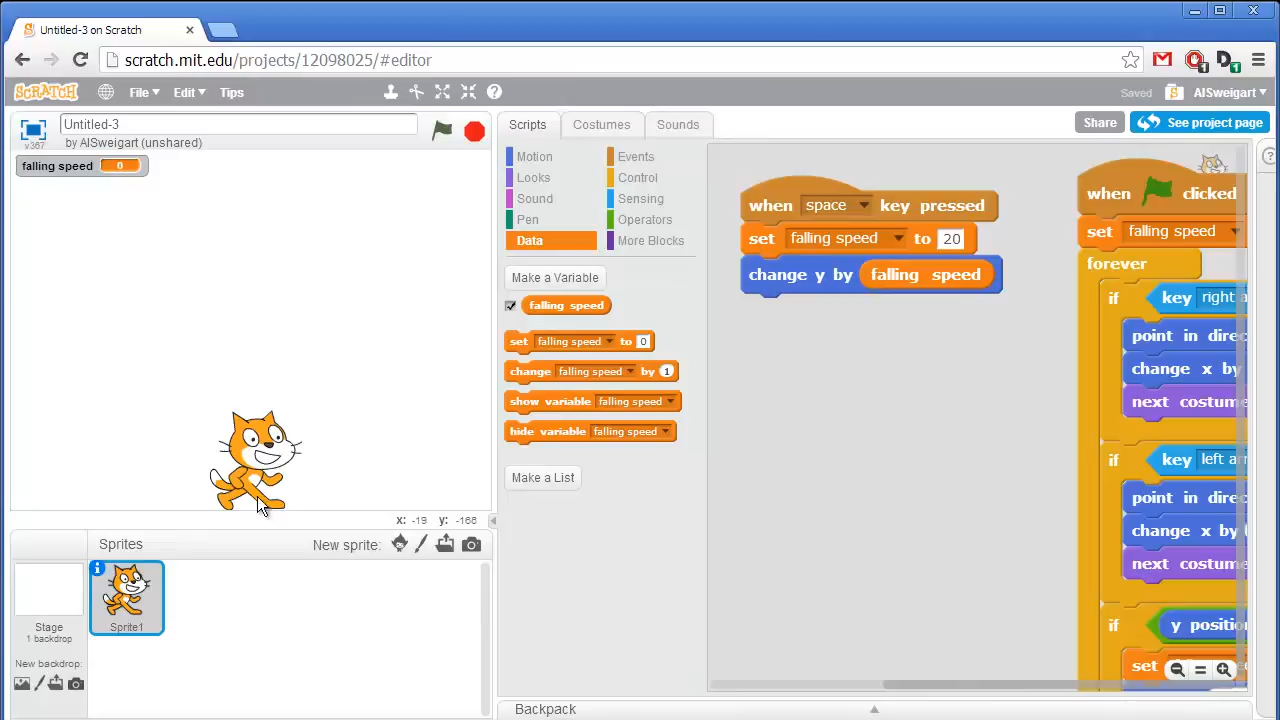 Untitled-3 on Scratch
scratch.mit.edu/projects/12098025/#editor
SCRATCH
File
Edit
Tips
Saved
AlSweigart
Untitled-3
by AlSweigart (unshared)
v367
Scripts
Costumes
Sounds
Share
See project page
falling speed 0
Motion
Looks
Sound
Pen
Data
Events
Control
Sensing
Operators
More Blocks
Make a Variable
falling speed
set falling speed to 0
change falling speed by 1
show variable falling speed
hide variable falling speed
Make a List
when space key pressed
set falling speed to 20
change y by falling speed
when clicked
set falling speed
forever
if key right a
point in direc
change x by
next costume
if key left ar
point in direc
change x by
next costume
if y position
set
x: -19 y: -168
Sprites
New sprite:
Sprite1
Stage
1 backdrop
New backdrop:
Backpack